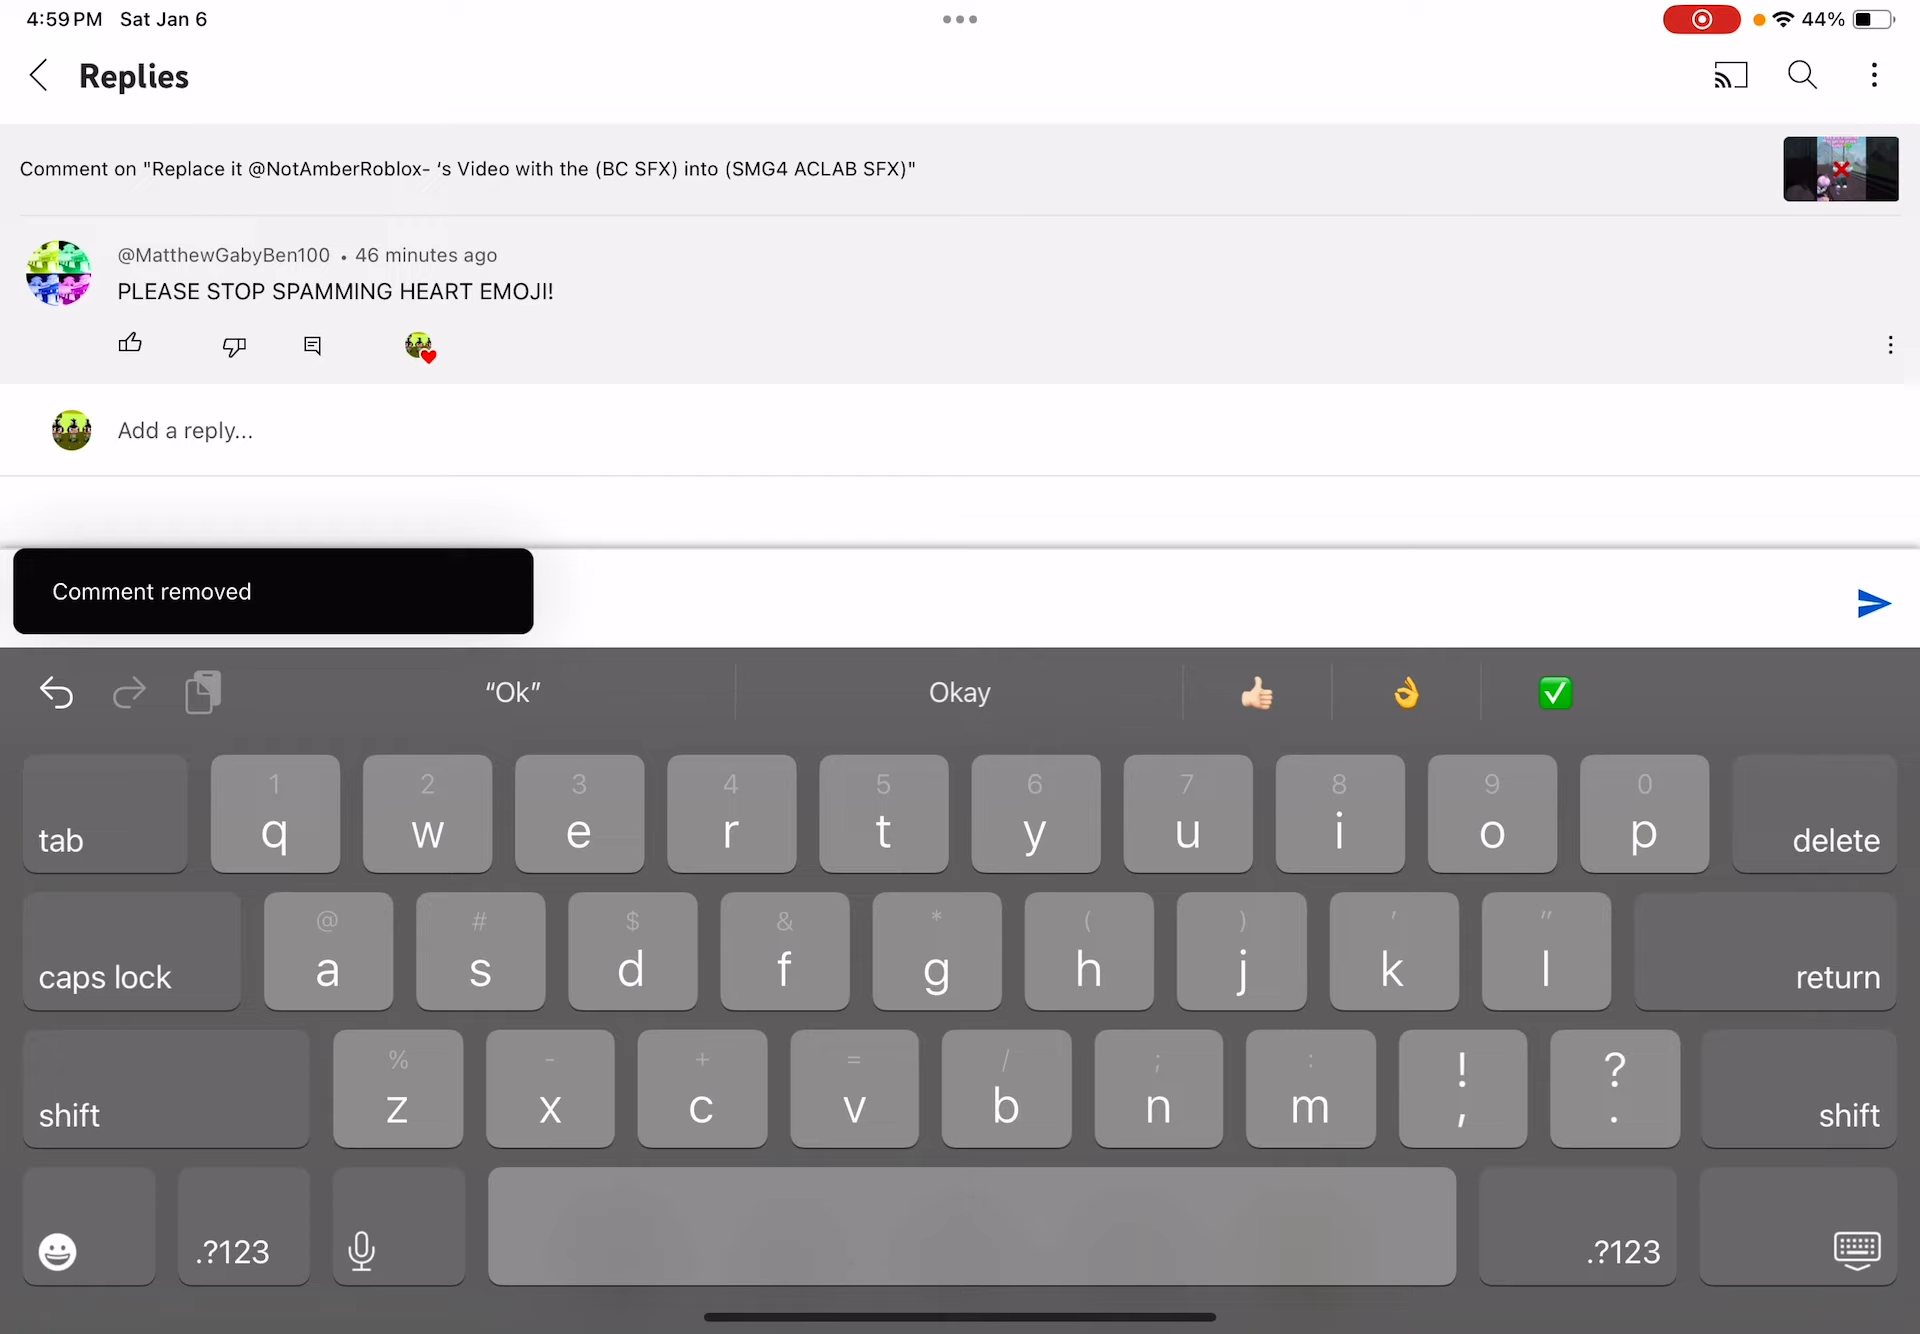 4:59 PM Sat Jan 6
44%
Replies
Comment on "Replace it @NotAmberRoblox- ‘s Video with the (BC SFX) into (SMG4 ACLAB SFX)"
@MatthewGabyBen100 • 46 minutes ago
PLEASE STOP SPAMMING HEART EMOJI!
Add a reply...
Comment removed
“Ok” Okay
1 2 3 4 5 6 7 8 9 0
tab q w e r t y u i o p delete
@ # $ & * ( ) ' "
caps lock a s d f g h j k l return
% - + = / ; : ! ?
shift z x c v b n m , . shift
.?123 .?123